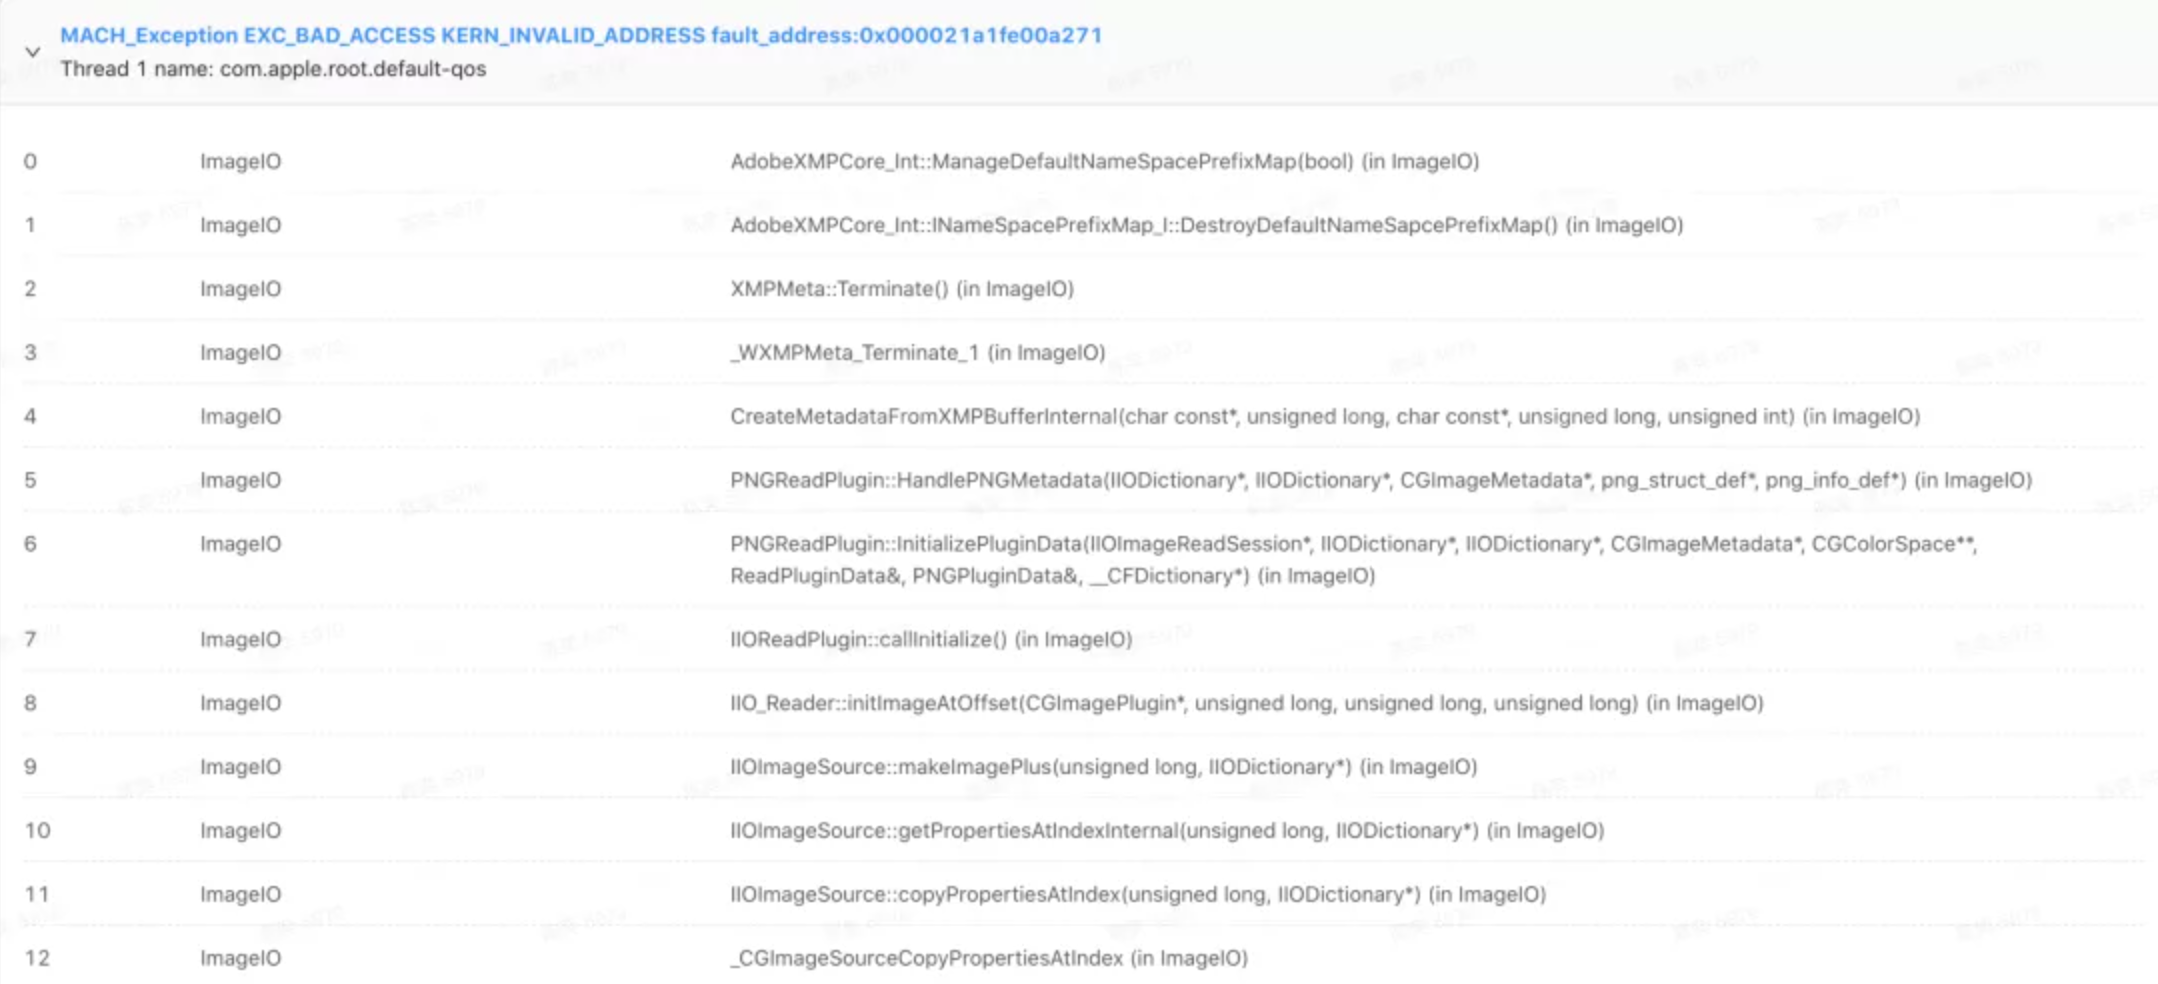 MACH_Exception EXC_BAD_ACCESS KERN_INVALID_ADDRESS fault_address:0x000021a1fe00a271
Thread 1 name: com.apple.root.default-qos
0 ImageIO AdobeXMPCore_Int::ManageDefaultNameSpacePrefixMap(bool) (in ImageIO)
1 ImageIO AdobeXMPCore_Int::INameSpacePrefixMap_I::DestroyDefaultNameSapcePrefixMap() (in ImageIO)
2 ImageIO XMPMeta::Terminate() (in ImageIO)
3 ImageIO _WXMPMeta_Terminate_1 (in ImageIO)
4 ImageIO CreateMetadataFromXMPBufferInternal(char const*, unsigned long, char const*, unsigned long, unsigned int) (in ImageIO)
5 ImageIO PNGReadPlugin::HandlePNGMetadata(IIODictionary*, IIODictionary*, CGImageMetadata*, png_struct_def*, png_info_def*) (in ImageIO)
6 ImageIO PNGReadPlugin::InitializePluginData(IIOImageReadSession*, IIODictionary*, IIODictionary*, CGImageMetadata*, CGColorSpace**,
ReadPluginData&, PNGPluginData&, __CFDictionary*) (in ImageIO)
7 ImageIO IIOReadPlugin::callInitialize() (in ImageIO)
8 ImageIO IIO_Reader::initImageAtOffset(CGImagePlugin*, unsigned long, unsigned long, unsigned long) (in ImageIO)
9 ImageIO IIOImageSource::makeImagePlus(unsigned long, IIODictionary*) (in ImageIO)
10 ImageIO IIOImageSource::getPropertiesAtIndexInternal(unsigned long, IIODictionary*) (in ImageIO)
11 ImageIO IIOImageSource::copyPropertiesAtIndex(unsigned long, IIODictionary*) (in ImageIO)
12 ImageIO _CGImageSourceCopyPropertiesAtIndex (in ImageIO)